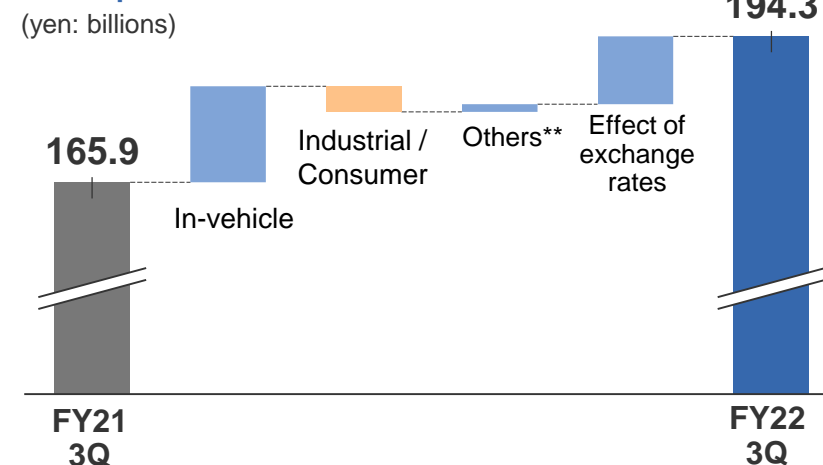 (yen: billions)
194.3
165.9
In-vehicle
Industrial /
Consumer
Others**
Effect of
exchange
rates
FY21
3Q
FY22
3Q